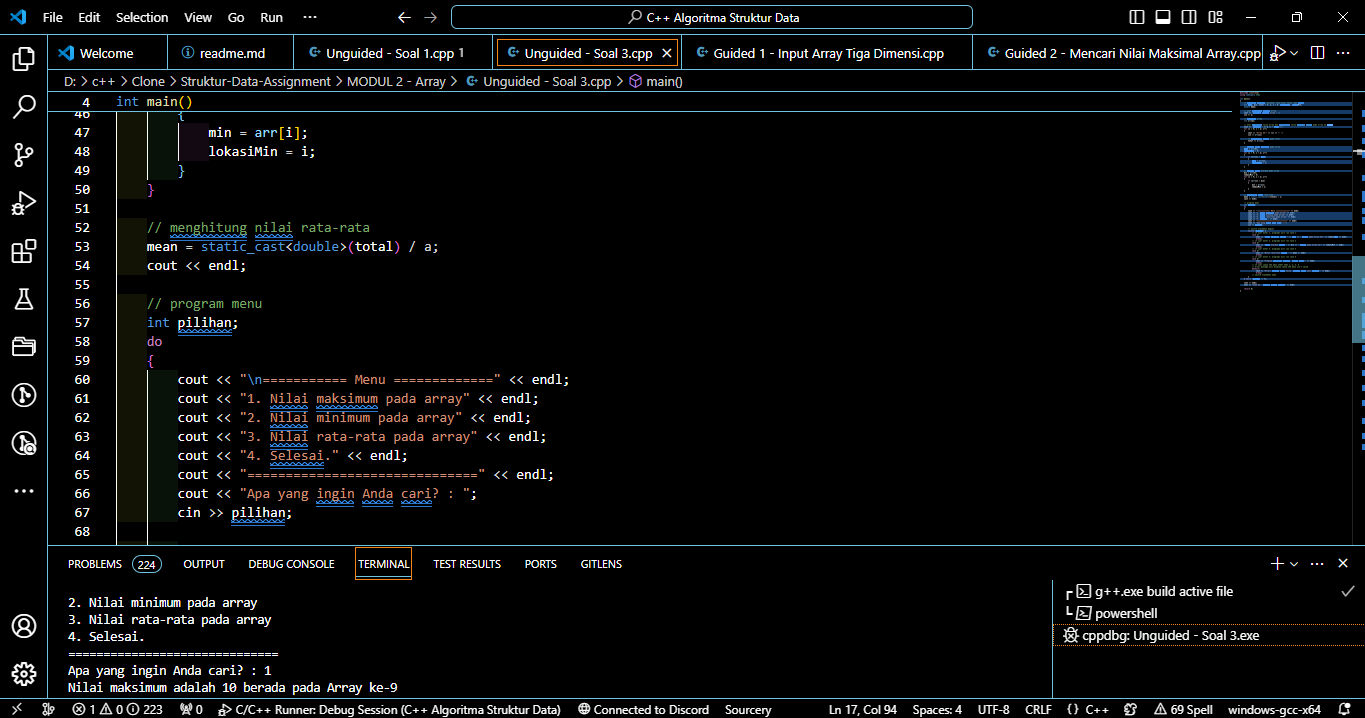 File Edit Selection View Go Run ··· C++ Algoritma Struktur Data
Welcome readme.md Unguided - Soal 1.cpp 1 Unguided - Soal 3.cpp Guided 1 - Input Array Tiga Dimensi.cpp Guided 2 - Mencari Nilai Maksimal Array.cpp
D: > c++ > Clone > Struktur-Data-Assignment > MODUL 2 - Array > Unguided - Soal 3.cpp > main()
4 int main()
46 {
47 min = arr[i];
48 lokasiMin = i;
49 }
50 }
51
52 // menghitung nilai rata-rata
53 mean = static_cast<double>(total) / a;
54 cout << endl;
55
56 // program menu
57 int pilihan;
58 do
59 {
60 cout << "\n=========== Menu =============" << endl;
61 cout << "1. Nilai maksimum pada array" << endl;
62 cout << "2. Nilai minimum pada array" << endl;
63 cout << "3. Nilai rata-rata pada array" << endl;
64 cout << "4. Selesai." << endl;
65 cout << "==============================" << endl;
66 cout << "Apa yang ingin Anda cari? : ";
67 cin >> pilihan;
68
PROBLEMS 224 OUTPUT DEBUG CONSOLE TERMINAL TEST RESULTS PORTS GITLENS
2. Nilai minimum pada array
3. Nilai rata-rata pada array
4. Selesai.
==============================
Apa yang ingin Anda cari? : 1
Nilai maksimum adalah 10 berada pada Array ke-9
g++.exe build active file
powershell
cppdbg: Unguided - Soal 3.exe
1 0 223 0 C/C++ Runner: Debug Session (C++ Algoritma Struktur Data) Connected to Discord Sourcery Ln 17, Col 94 Spaces: 4 UTF-8 CRLF {} C++ 69 Spell windows-gcc-x64